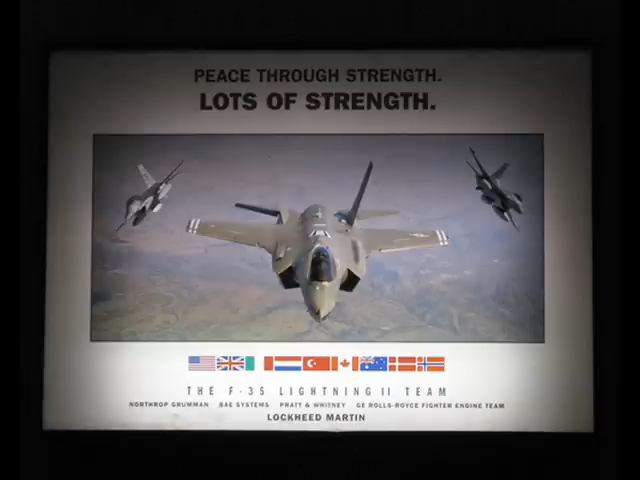 PEACE THROUGH STRENGTH.
LOTS OF STRENGTH.
THE F-35 LIGHTNING II TEAM
NORTHROP GRUMMAN BAE SYSTEMS PRATT & WHITNEY GE ROLLS-ROYCE FIGHTER ENGINE TEAM
LOCKHEED MARTIN